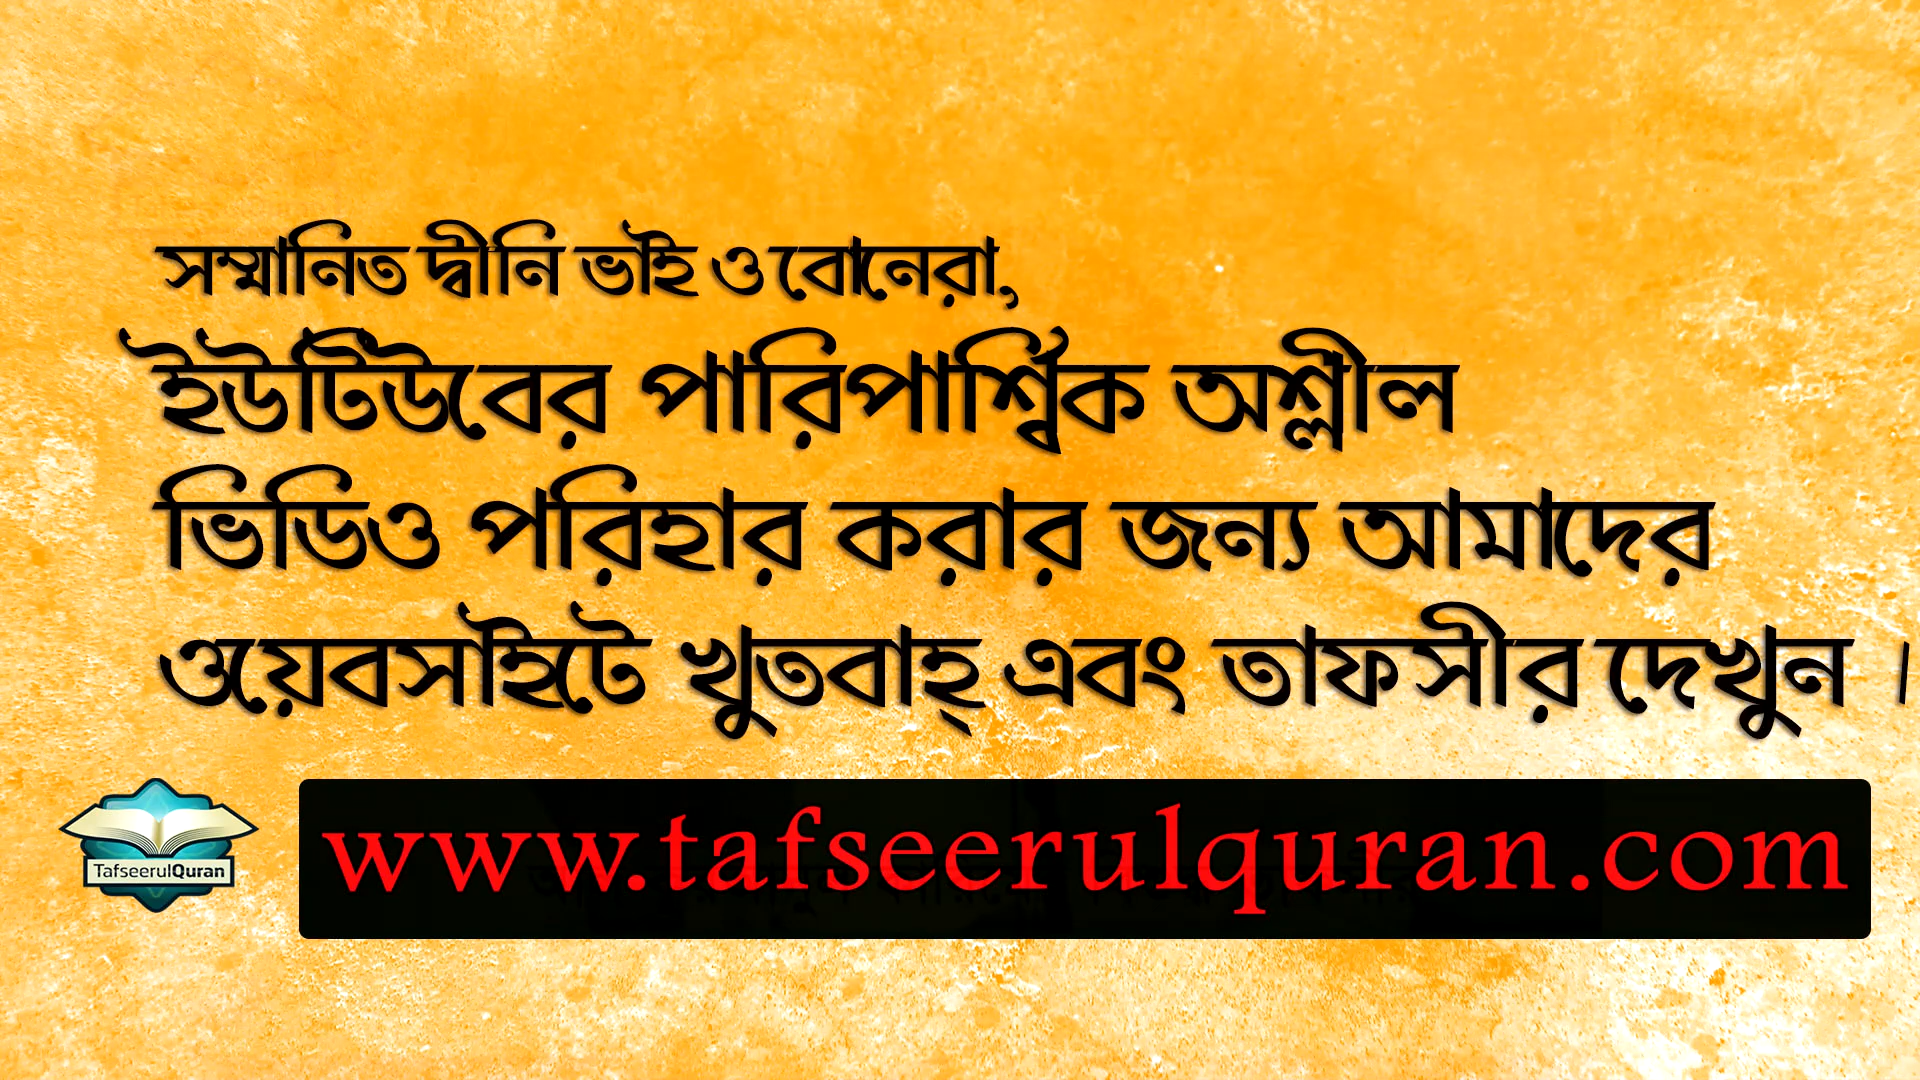 সম্মানিত দ্বীনি ভাই ও বোনেরা,
ইউটিউবের পারিপার্শ্বিক অশ্লীল
ভিডিও পরিহার করার জন্য আমাদের
ওয়েবসাইটে খুতবাহ্ এবং তাফসীর দেখুন ।
TafseerulQuran
www.tafseerulquran.com